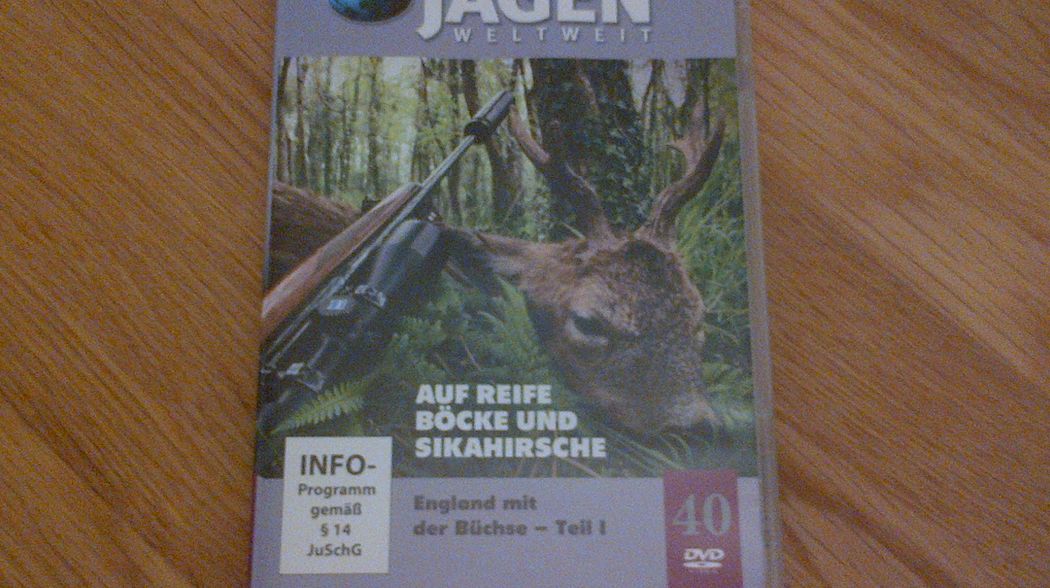 JAGEN
WELTWEIT
AUF REIFE
BÖCKE UND
SIKAHIRSCHE
INFO-
Programm
gemäß
§ 14
JuSchG
England mit
der Büchse – Teil I
40
DVD